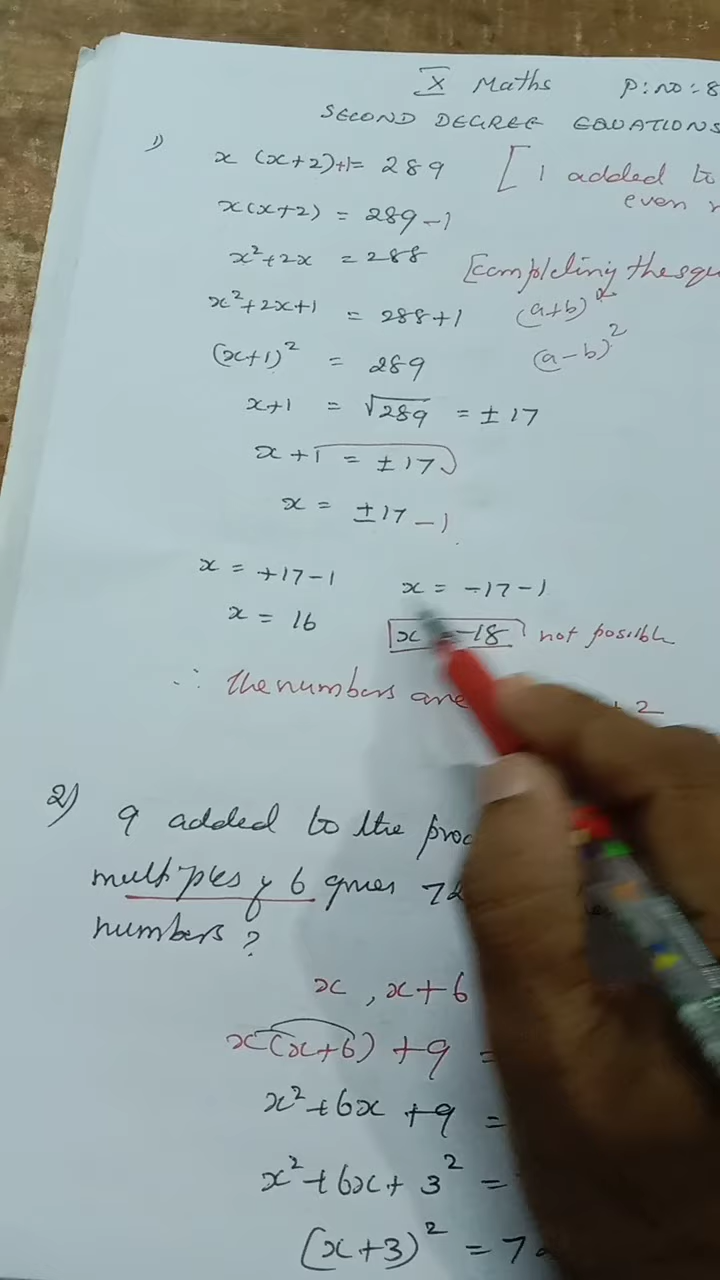 X Maths P: no:- 8
SECOND DEGREE EQUATIONS
1) x (x+2)+1= 289 [ 1 added to
even
x(x+2) = 289-1
x²+2x = 288 [completing the squ
x²+2x+1 = 288+1 (a+b)²
(x+1)² = 289 (a-b)²
x+1 = √289 = ±17
x+1 = ±17
x = ±17-1
x = +17-1 x = -17-1
x = 16 x = -18 not possible
∴ the numbers are + 2
2) 9 added to the
multiples of 6 gives 7
numbers?
x , x+6
x(x+6) +9 =
x²+6x +9 =
x²+6x+ 3² =
(x+3)² = 7